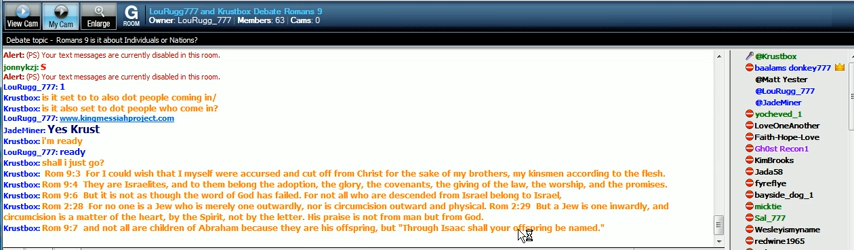 LouRugg777 and Krustbox Debate Romans 9
Owner: LouRugg_777 | Members: 63 | Cams: 0
View Cam
My Cam
Enlarge
G
ROOM
Debate topic - Romans 9 is it about Individuals or Nations?
Alert: (PS) Your text messages are currently disabled in this room.
jonnykzj: S
Alert: (PS) Your text messages are currently disabled in this room.
LouRugg_777: 1
Krustbox: is it set to to also dot people coming in/
Krustbox: is it also set to dot people who come in?
LouRugg_777: www.kingmessiahproject.com
JadeMiner: Yes Krust
Krustbox: i'm ready
LouRugg_777: ready
Krustbox: shall i just go?
Krustbox: Rom 9:3 For I could wish that I myself were accursed and cut off from Christ for the sake of my brothers, my kinsmen according to the flesh.
Krustbox: Rom 9:4 They are Israelites, and to them belong the adoption, the glory, the covenants, the giving of the law, the worship, and the promises.
Krustbox: Rom 9:6 But it is not as though the word of God has failed. For not all who are descended from Israel belong to Israel,
Krustbox: Rom 2:28 For no one is a Jew who is merely one outwardly, nor is circumcision outward and physical. Rom 2:29 But a Jew is one inwardly, and
circumcision is a matter of the heart, by the Spirit, not by the letter. His praise is not from man but from God.
Krustbox: Rom 9:7 and not all are children of Abraham because they are his offspring, but "Through Isaac shall your offspring be named."
@Krustbox
baalams donkey777
@Matt Yester
@LouRugg_777
@JadeMiner
yocheved_1
LoveOneAnother
Faith-Hope-Love
Gh0st Recon1
KimBrooks
Jada58
fyreflye
bayside_dog_1
micktie
Sal_777
Wesleyismyname
redwine1965